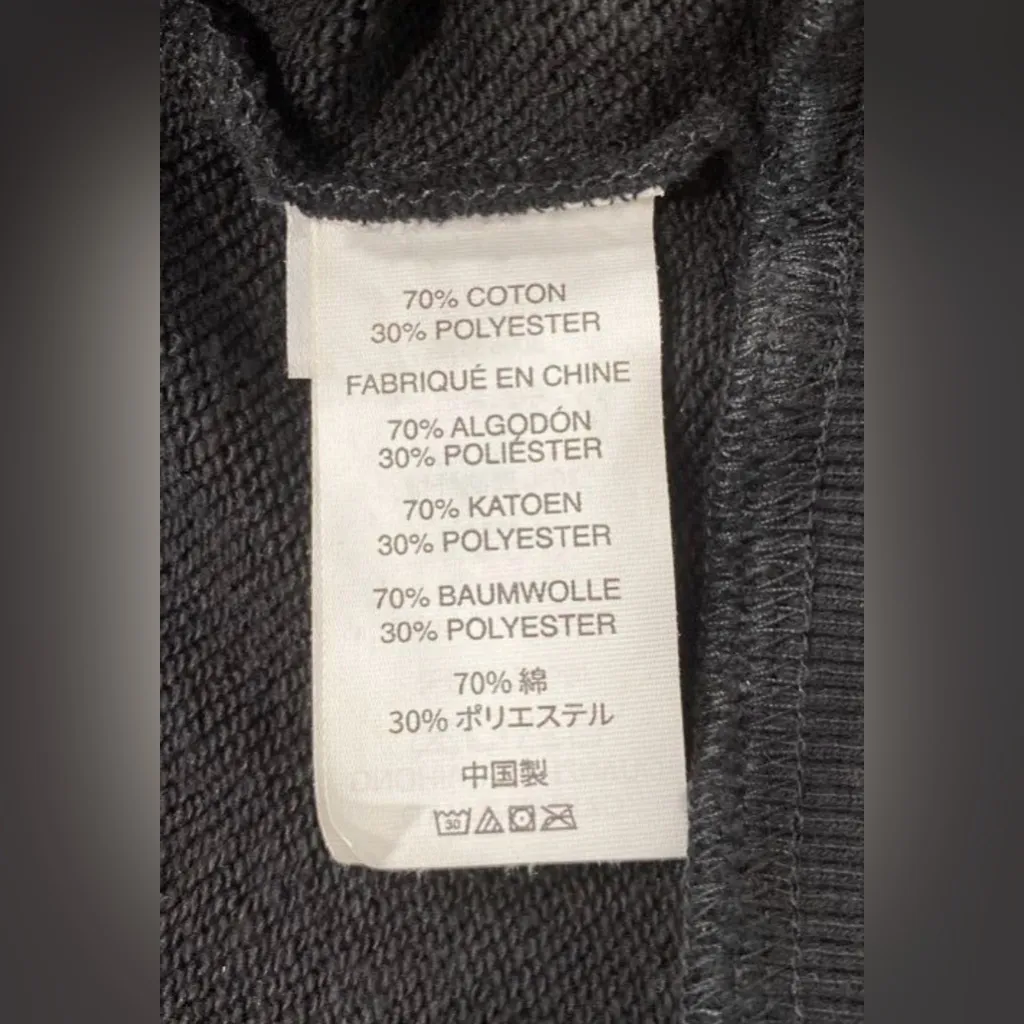 70% COTON
30% POLYESTER
FABRIQUÉ EN CHINE
70% ALGODÓN
30% POLIÉSTER
70% KATOEN
30% POLYESTER
70% BAUMWOLLE
30% POLYESTER
70% 綿
30% ポリエステル
中国製
30